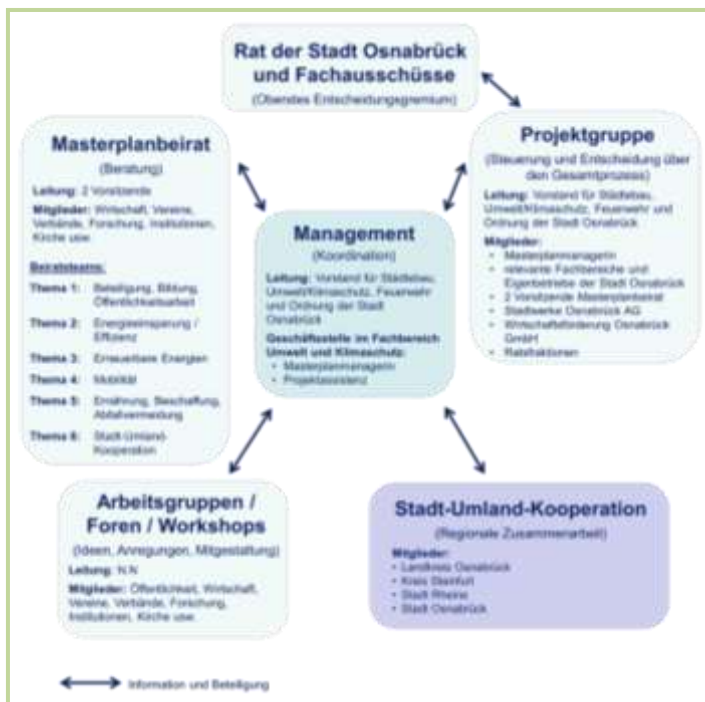 Rat der Stadt Osnabrück
und Fachausschüsse
(Oberstes Entscheidungsgremium)
Masterplanbeirat
(Beratung)
Leitung: 2 Vorsitzende
Mitglieder: Wirtschaft, Vereine,
Verbände, Forschung, Institutionen,
Kirche usw.
Beiratsteams:
Thema 1: Beteiligung, Bildung,
Öffentlichkeitsarbeit
Thema 2: Energieeinsparung /
Effizienz
Thema 3: Erneuerbare Energien
Thema 4: Mobilität
Thema 5: Ernährung, Beschaffung,
Abfallvermeidung
Thema 6: Stadt-Umland-
Kooperation
Projektgruppe
(Steuerung und Entscheidung über
den Gesamtprozess)
Leitung: Vorstand für Städtebau,
Umwelt/Klimaschutz, Feuerwehr und
Ordnung der Stadt Osnabrück
Mitglieder:
• Masterplanmanagerin
• relevante Fachbereiche und
Eigenbetriebe der Stadt Osnabrück
• 2 Vorsitzende Masterplanbeirat
• Stadtwerke Osnabrück AG
• Wirtschaftsförderung Osnabrück
GmbH
• Ratsfraktionen
Management
(Koordination)
Leitung: Vorstand für Städtebau,
Umwelt/Klimaschutz, Feuerwehr
und Ordnung der Stadt
Osnabrück
Geschäftsstelle im Fachbereich
Umwelt und Klimaschutz:
• Masterplanmanagerin
• Projektassistenz
Arbeitsgruppen /
Foren / Workshops
(Ideen, Anregungen, Mitgestaltung)
Leitung: N.N
Mitglieder: Öffentlichkeit, Wirtschaft,
Vereine, Verbände, Forschung,
Institutionen, Kirche usw.
Stadt-Umland-Kooperation
(Regionale Zusammenarbeit)
Mitglieder:
• Landkreis Osnabrück
• Kreis Steinfurt
• Stadt Rheine
• Stadt Osnabrück
Information und Beteiligung